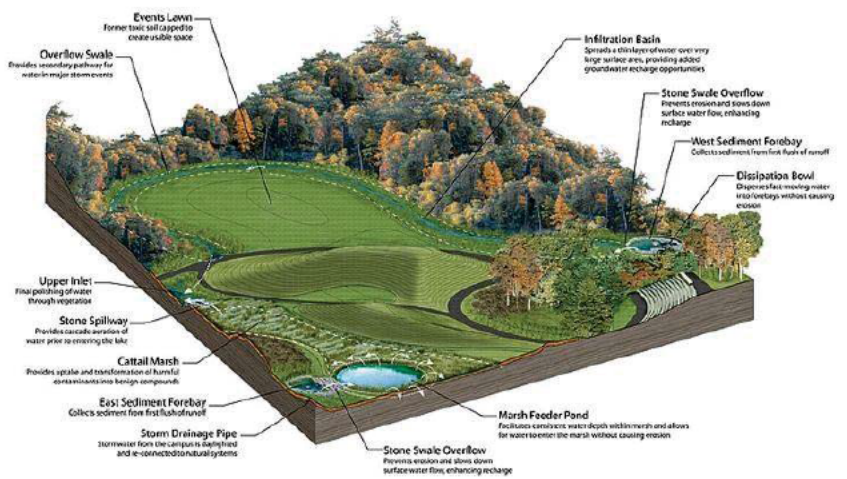 Events Lawn
Former toxic soil capped to
create usable space
Overflow Swale
Provides secondary pathway for
water in major storm events
Infiltration Basin
Spreads a thin layer of water over very
large surface area, providing added
groundwater recharge opportunities
Stone Swale Overflow
Prevents erosion and slows down
surface water flow, enhancing
recharge
West Sediment Forebay
Collects sediment from first flush of runoff
Dissipation Bowl
Disperses fast-moving water
into forebays without causing
erosion
Upper Inlet
Final polishing of water
through vegetation
Stone Spillway
Provides cascade aeration of
water prior to entering the lake
Cattail Marsh
Provides uptake and transformation of harmful
contaminants into benign compounds
East Sediment Forebay
Collects sediment from first flush of runoff
Storm Drainage Pipe
Stormwater from the campus is daylighted
and re-connected to natural systems
Stone Swale Overflow
Prevents erosion and slows down
surface water flow, enhancing recharge
Marsh Feeder Pond
Facilitates consistent water depth within marsh and allows
for water to enter the marsh without causing erosion